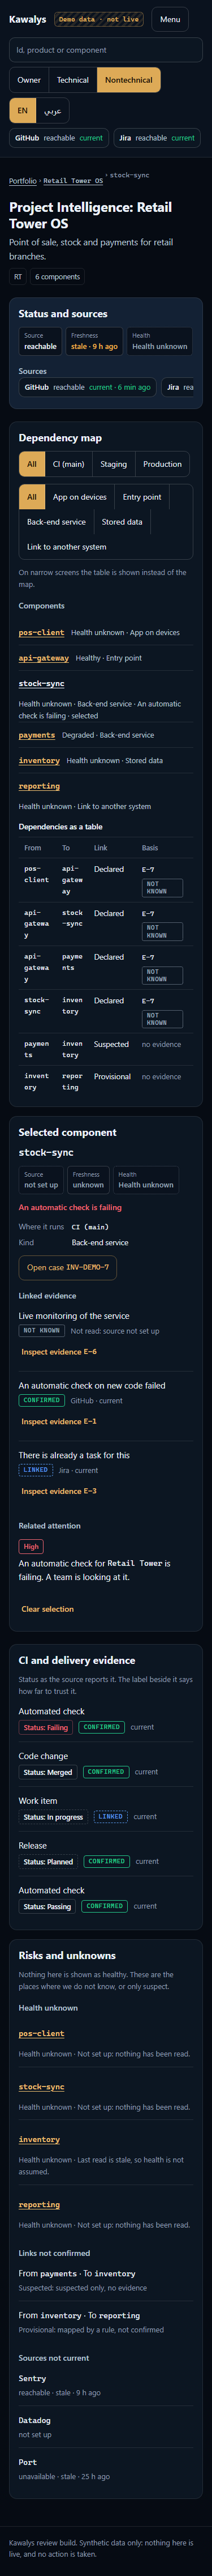 Kawalys
Demo data · not live
Menu
Id, product or component
Owner
Technical
Nontechnical
EN
عربي
GitHub reachable current
Jira reachable current
Portfolio › Retail Tower OS › stock-sync
Project Intelligence: Retail
Tower OS
Point of sale, stock and payments for retail
branches.
RT
6 components
Status and sources
Source
reachable
Freshness
stale · 9 h ago
Health
Health unknown
Sources
GitHub reachable current · 6 min ago
Jira
Dependency map
All
CI (main)
Staging
Production
All
App on devices
Entry point
Back-end service
Stored data
Link to another system
On narrow screens the table is shown instead of the
map.
Components
pos-client Health unknown · App on devices
api-gateway Healthy · Entry point
stock-sync
Health unknown · Back-end service · An automatic
check is failing · selected
payments Degraded · Back-end service
inventory Health unknown · Stored data
reporting
Health unknown · Link to another system
Dependencies as a table
From To Link Basis
pos-
client
api-
gatew
ay
Declared
E-7
NOT
KNOWN
api-
gatewa
y
stock
-sync
Declared
E-7
NOT
KNOWN
api-
gatewa
y
payme
nts
Declared
E-7
NOT
KNOWN
stock-
sync
inven
tory
Declared
E-7
NOT
KNOWN
paymen
ts
inven
tory
Suspected
no evidence
invent
ory
repor
ting
Provisional
no evidence
Selected component
stock-sync
Source
not set up
Freshness
unknown
Health
Health unknown
An automatic check is failing
Where it runs CI (main)
Kind Back-end service
Open case INV-DEMO-7
Linked evidence
Live monitoring of the service
NOT KNOWN Not read: source not set up
Inspect evidence E-6
An automatic check on new code failed
CONFIRMED GitHub · current
Inspect evidence E-1
There is already a task for this
LINKED Jira · current
Inspect evidence E-3
Related attention
High
An automatic check for Retail Tower is
failing. A team is looking at it.
Clear selection
CI and delivery evidence
Status as the source reports it. The label beside it says
how far to trust it.
Automated check
Status: Failing CONFIRMED current
Code change
Status: Merged CONFIRMED current
Work item
Status: In progress LINKED current
Release
Status: Planned CONFIRMED current
Automated check
Status: Passing CONFIRMED current
Risks and unknowns
Nothing here is shown as healthy. These are the
places where we do not know, or only suspect.
Health unknown
pos-client
Health unknown · Not set up: nothing has been read.
stock-sync
Health unknown · Not set up: nothing has been read.
inventory
Health unknown · Last read is stale, so health is not
assumed.
reporting
Health unknown · Not set up: nothing has been read.
Links not confirmed
From payments · To inventory
Suspected: suspected only, no evidence
From inventory · To reporting
Provisional: mapped by a rule, not confirmed
Sources not current
Sentry
reachable · stale · 9 h ago
Datadog
not set up
Port
unavailable · stale · 25 h ago
Kawalys review build. Synthetic data only: nothing here is
live, and no action is taken.